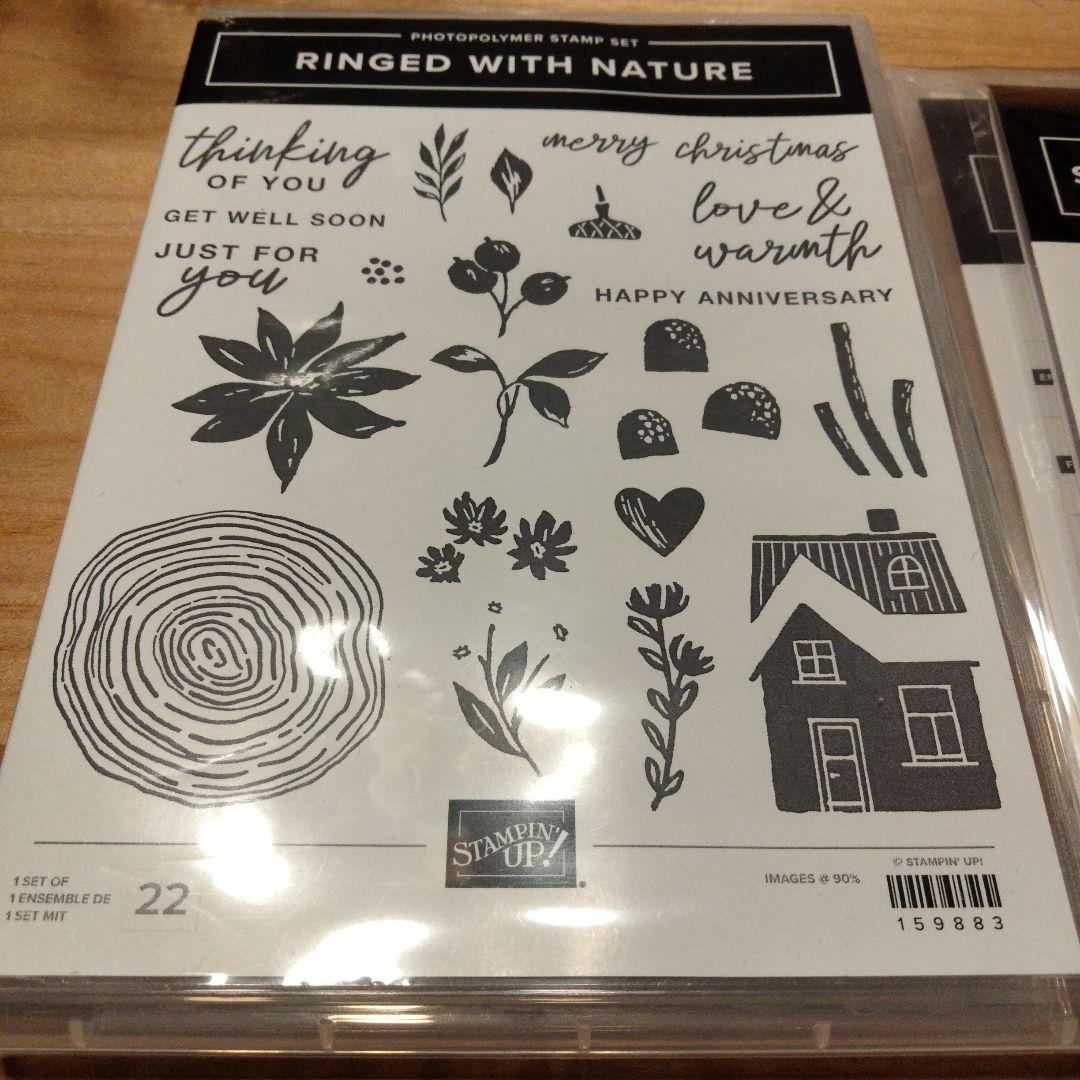 PHOTOPOLYMER STAMP SET
RINGED WITH NATURE
thinking
OF YOU
GET WELL SOON
JUST FOR
you
merry christmas
love &
warmth
HAPPY ANNIVERSARY
STAMPIN'
UP!
1 SET OF
1 ENSEMBLE DE
1 SET MIT
22
IMAGES @ 90%
© STAMPIN' UP!
159883